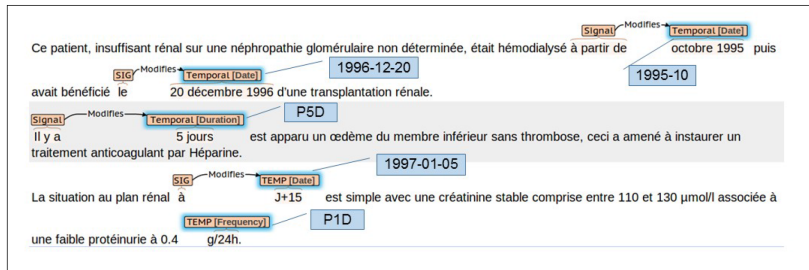 Signal Modifies Temporal [Date]
Ce patient, insuffisant rénal sur une néphropathie glomérulaire non déterminée, était hémodialysé à partir de octobre 1995 puis
SIG Modifies Temporal [Date] 1996-12-20 1995-10
avait bénéficié le 20 décembre 1996 d'une transplantation rénale.
Signal Modifies Temporal [Duration] P5D
Il y a 5 jours est apparu un œdème du membre inférieur sans thrombose, ceci a amené à instaurer un
traitement anticoagulant par Héparine.
1997-01-05
SIG Modifies TEMP [Date]
La situation au plan rénal à J+15 est simple avec une créatinine stable comprise entre 110 et 130 µmol/l associée à
TEMP [Frequency] P1D
une faible protéinurie à 0.4 g/24h.